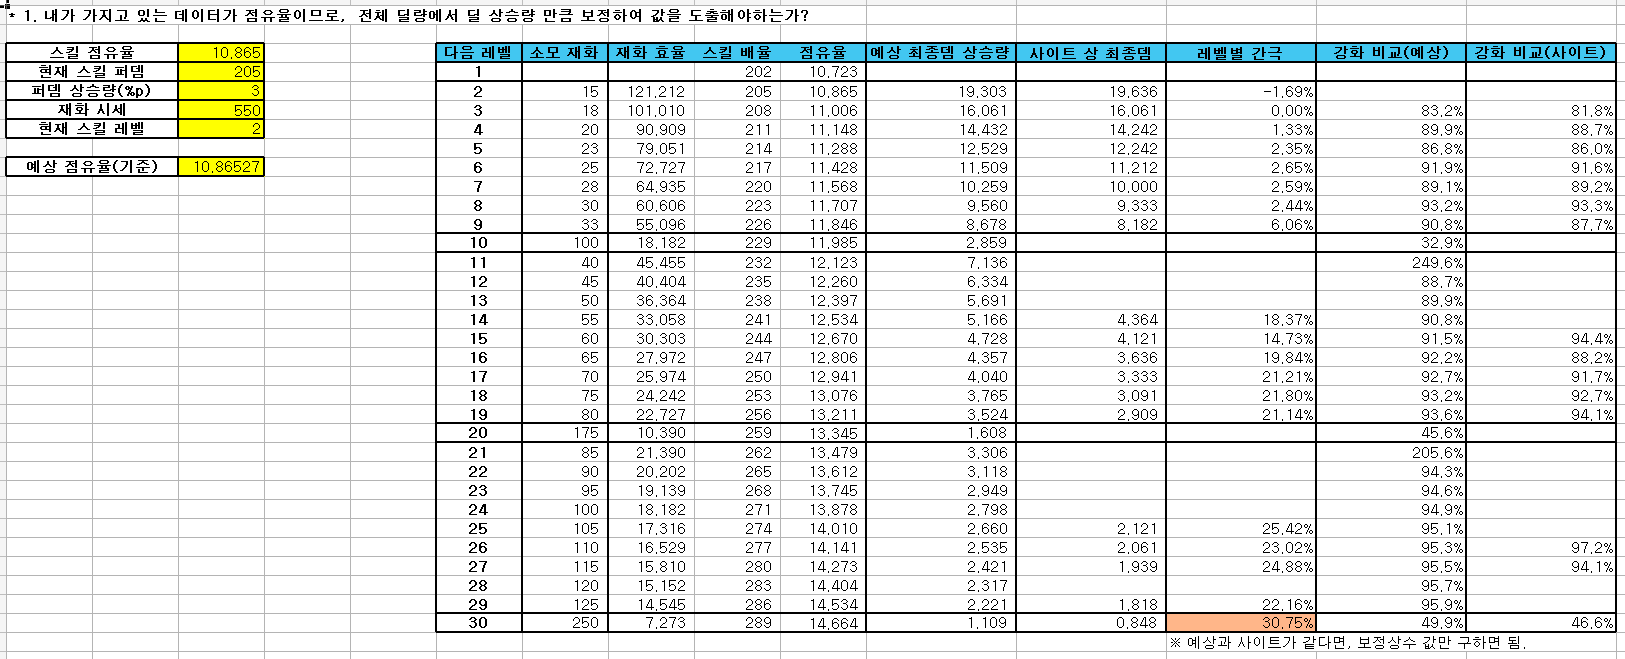 * 1. 내가 가지고 있는 데이터가 점유율이므로, 전체 딜량에서 딜 상승량 만큼 보정하여 값을 도출해야하는가?
스킬 점유율 10.865
현재 스킬 퍼뎀 205
퍼뎀 상승량(%p) 3
재화 시세 550
현재 스킬 레벨 2
예상 점유율(기준) 10.86527
다음 레벨 소모 재화 재화 효율 스킬 배율 점유율 예상 최종뎀 상승량 사이트 상 최종뎀 레벨별 간극 강화 비교(예상) 강화 비교(사이트)
1 202 10.723
2 15 121.212 205 10.865 19.303 19.636 -1.69%
3 18 101.010 208 11.006 16.061 16.061 0.00% 83.2% 81.8%
4 20 90.909 211 11.148 14.432 14.242 1.33% 89.9% 88.7%
5 23 79.051 214 11.288 12.529 12.242 2.35% 86.8% 86.0%
6 25 72.727 217 11.428 11.509 11.212 2.65% 91.9% 91.6%
7 28 64.935 220 11.568 10.259 10.000 2.59% 89.1% 89.2%
8 30 60.606 223 11.707 9.560 9.333 2.44% 93.2% 93.3%
9 33 55.096 226 11.846 8.678 8.182 6.06% 90.8% 87.7%
10 100 18.182 229 11.985 2.859 32.9%
11 40 45.455 232 12.123 7.136 249.6%
12 45 40.404 235 12.260 6.334 88.7%
13 50 36.364 238 12.397 5.691 89.9%
14 55 33.058 241 12.534 5.166 4.364 18.37% 90.8%
15 60 30.303 244 12.670 4.728 4.121 14.73% 91.5% 94.4%
16 65 27.972 247 12.806 4.357 3.636 19.84% 92.2% 88.2%
17 70 25.974 250 12.941 4.040 3.333 21.21% 92.7% 91.7%
18 75 24.242 253 13.076 3.765 3.091 21.80% 93.2% 92.7%
19 80 22.727 256 13.211 3.524 2.909 21.14% 93.6% 94.1%
20 175 10.390 259 13.345 1.608 45.6%
21 85 21.390 262 13.479 3.306 205.6%
22 90 20.202 265 13.612 3.118 94.3%
23 95 19.139 268 13.745 2.949 94.6%
24 100 18.182 271 13.878 2.798 94.9%
25 105 17.316 274 14.010 2.660 2.121 25.42% 95.1%
26 110 16.529 277 14.141 2.535 2.061 23.02% 95.3% 97.2%
27 115 15.810 280 14.273 2.421 1.939 24.88% 95.5% 94.1%
28 120 15.152 283 14.404 2.317 95.7%
29 125 14.545 286 14.534 2.221 1.818 22.16% 95.9%
30 250 7.273 289 14.664 1.109 0.848 30.75% 49.9% 46.6%
※ 예상과 사이트가 같다면, 보정상수 값만 구하면 됨.